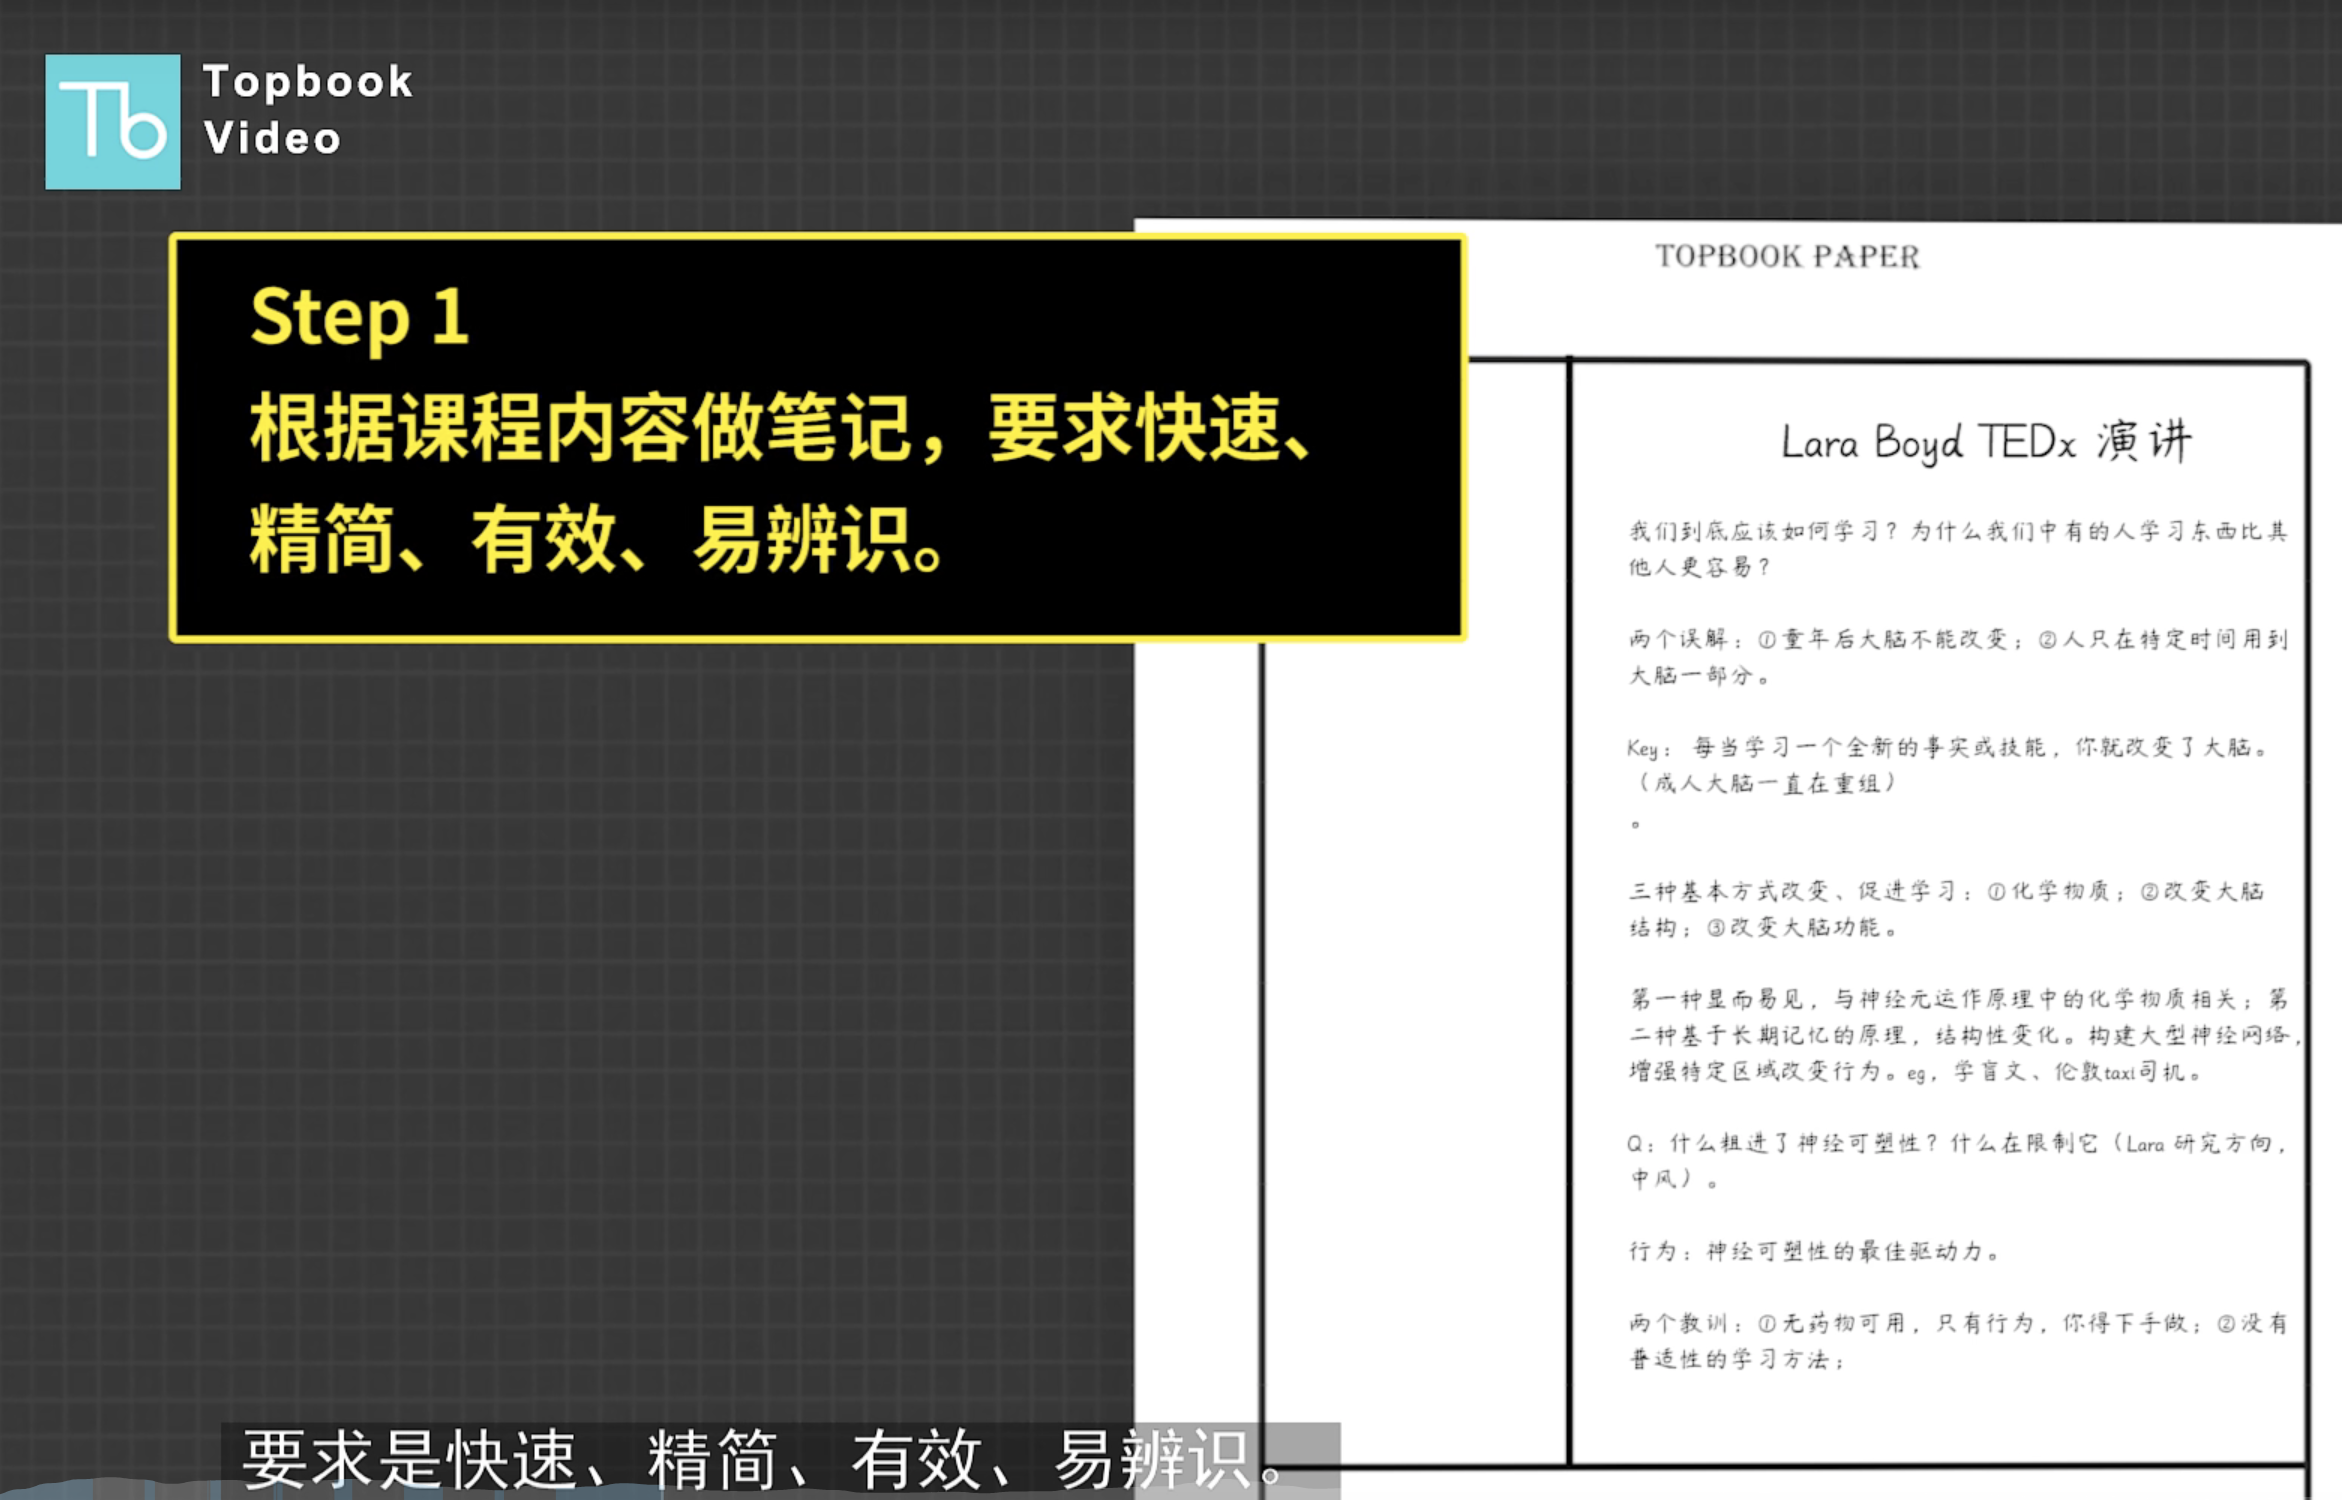 Topbook
Video
Step 1
根据课程内容做笔记，要求快速、
精简、有效、易辨识。
TOPBOOK PAPER
Lara Boyd TEDx 演讲
我们到底应该如何学习？为什么我们中有的人学习东西比其
他人更容易？
两个误解：①童年后大脑不能改变；②人只在特定时间用到
大脑一部分。
Key： 每当学习一个全新的事实或技能，你就改变了大脑。
（成人大脑一直在重组）
。
三种基本方式改变、促进学习：①化学物质；②改变大脑
结构；③改变大脑功能。
第一种显而易见，与神经元运作原理中的化学物质相关；第
二种基于长期记忆的原理，结构性变化。构建大型神经网络，
增强特定区域改变行为。eg，学盲文、伦敦taxi司机。
Q：什么粗进了神经可塑性？什么在限制它（Lara 研究方向，
中风）。
行为：神经可塑性的最佳驱动力。
两个教训：①无药物可用，只有行为，你得下手做；②没有
普适性的学习方法；
要求是快速、精简、有效、易辨识。